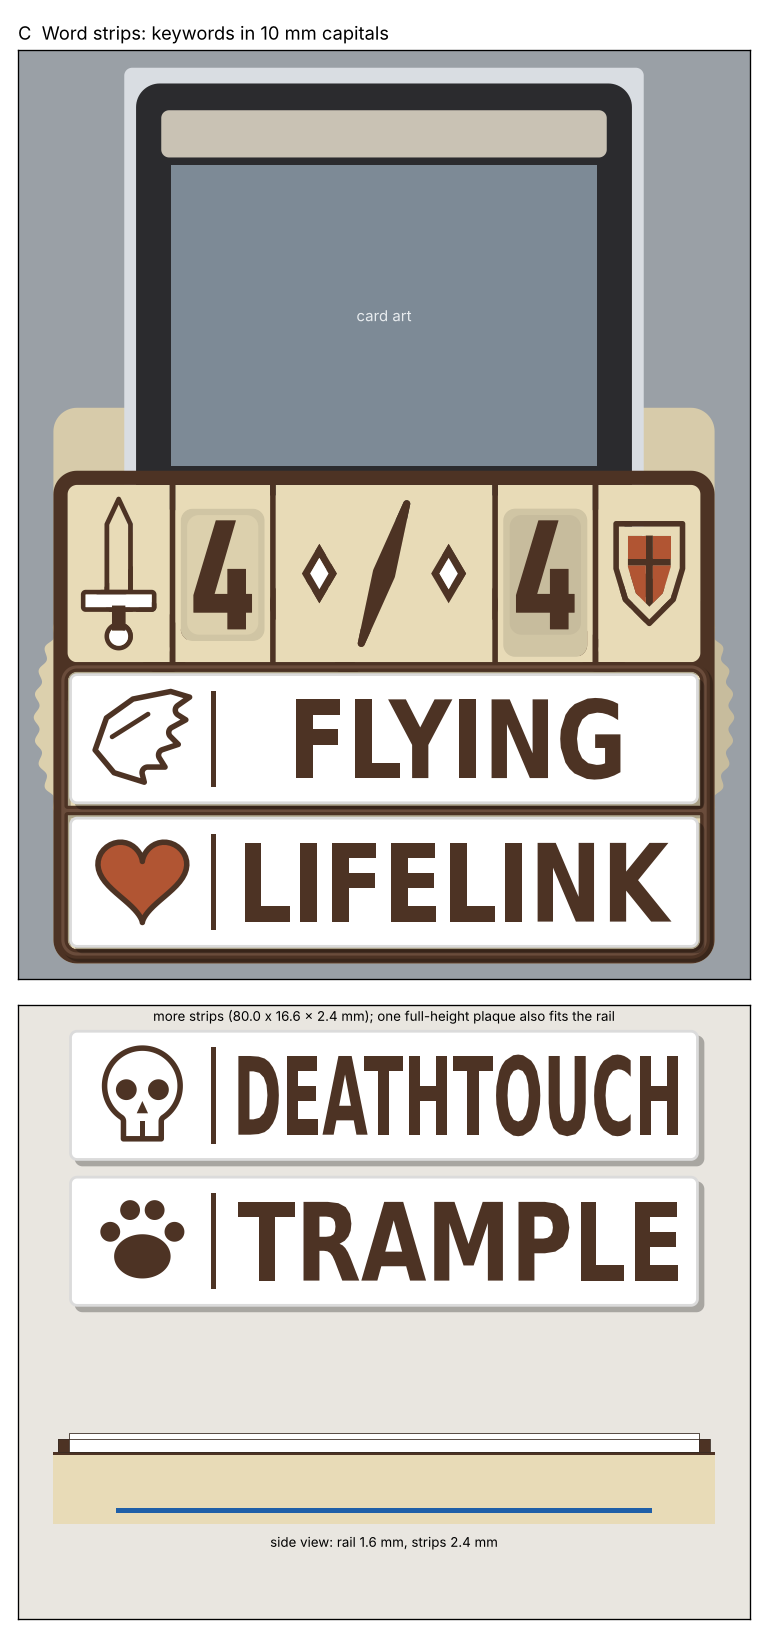 C Word strips: keywords in 10 mm capitals
card art
4 4
FLYING
LIFELINK
more strips (80.0 x 16.6 × 2.4 mm); one full-height plaque also fits the rail
DEATHTOUCH
TRAMPLE
side view: rail 1.6 mm, strips 2.4 mm